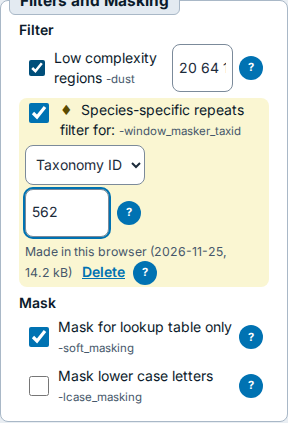 Filters and Masking
Filter
Low complexity
regions -dust
20 64
?
♦ Species-specific repeats
filter for: -window_masker_taxid
Taxonomy ID
562
?
Made in this browser (2026-11-25,
14.2 kB) Delete ?
Mask
Mask for lookup table only
-soft_masking
?
Mask lower case letters
-lcase_masking
?